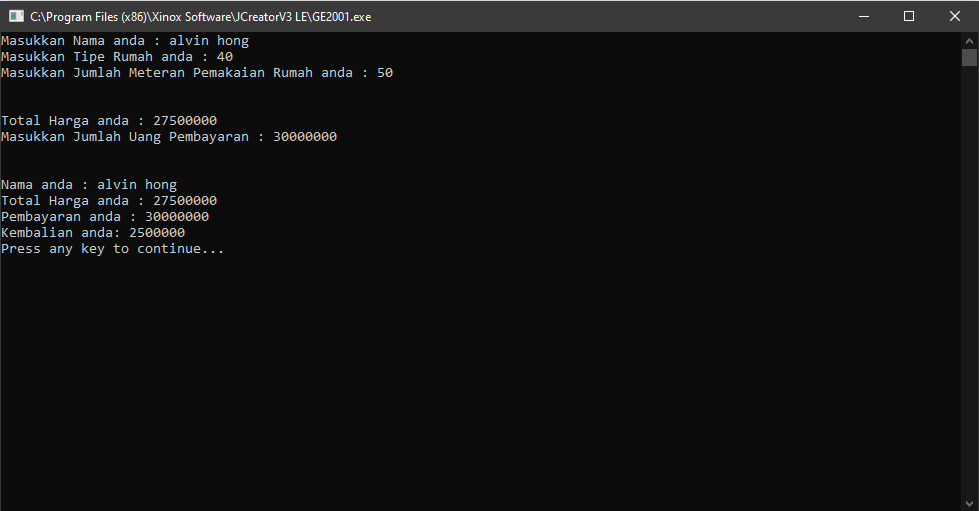 C:\Program Files (x86)\Xinox Software\JCreatorV3 LE\GE2001.exe
Masukkan Nama anda : alvin hong
Masukkan Tipe Rumah anda : 40
Masukkan Jumlah Meteran Pemakaian Rumah anda : 50
Total Harga anda : 27500000
Masukkan Jumlah Uang Pembayaran : 30000000
Nama anda : alvin hong
Total Harga anda : 27500000
Pembayaran anda : 30000000
Kembalian anda: 2500000
Press any key to continue...